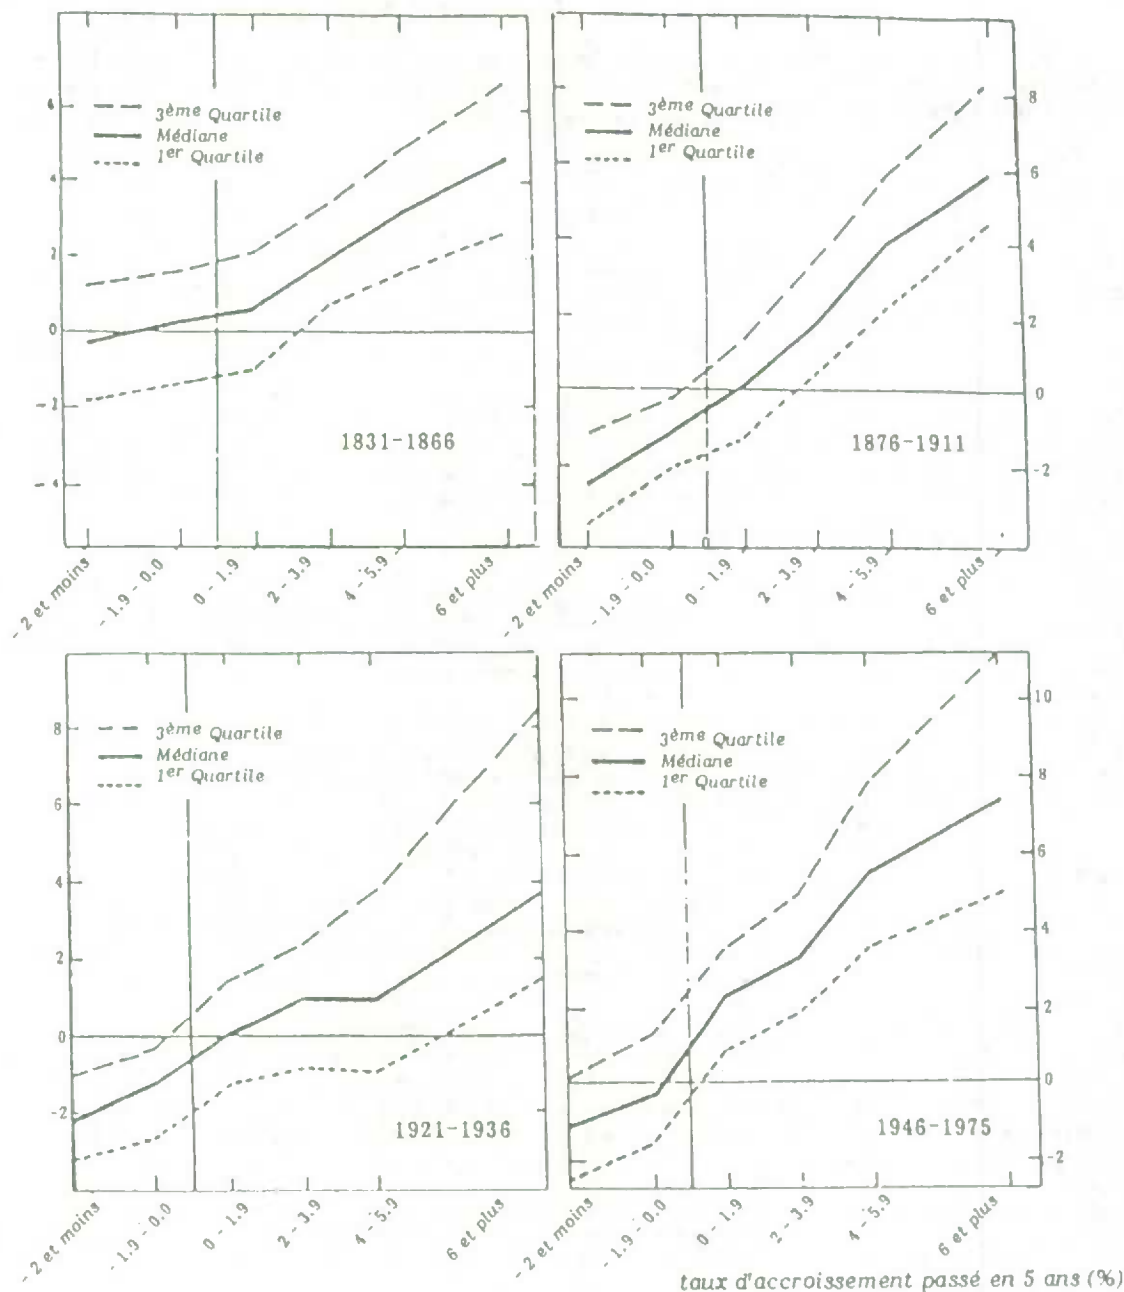 3ème Quartile
Médiane
1er Quartile
6
4
2
0
-2
-4
1831-1866
- 2 et moins
- 1.9 - 0.0
0 - 1.9
2 - 3.9
4 - 5.9
6 et plus
3ème Quartile
Médiane
1er Quartile
8
6
4
2
0
-2
1876-1911
0
- 2 et moins
- 1.9 - 0.0
0 - 1.9
2 - 3.9
4 - 5.9
6 et plus
3ème Quartile
Médiane
1er Quartile
8
6
4
2
0
-2
1921-1936
- 2 et moins
- 1.9 - 0.0
0 - 1.9
2 - 3.9
4 - 5.9
6 et plus
3ème Quartile
Médiane
1er Quartile
10
8
6
4
2
0
-2
1946-1975
- 2 et moins
- 1.9 - 0.0
0 - 1.9
2 - 3.9
4 - 5.9
6 et plus
taux d'accroissement passé en 5 ans (%)